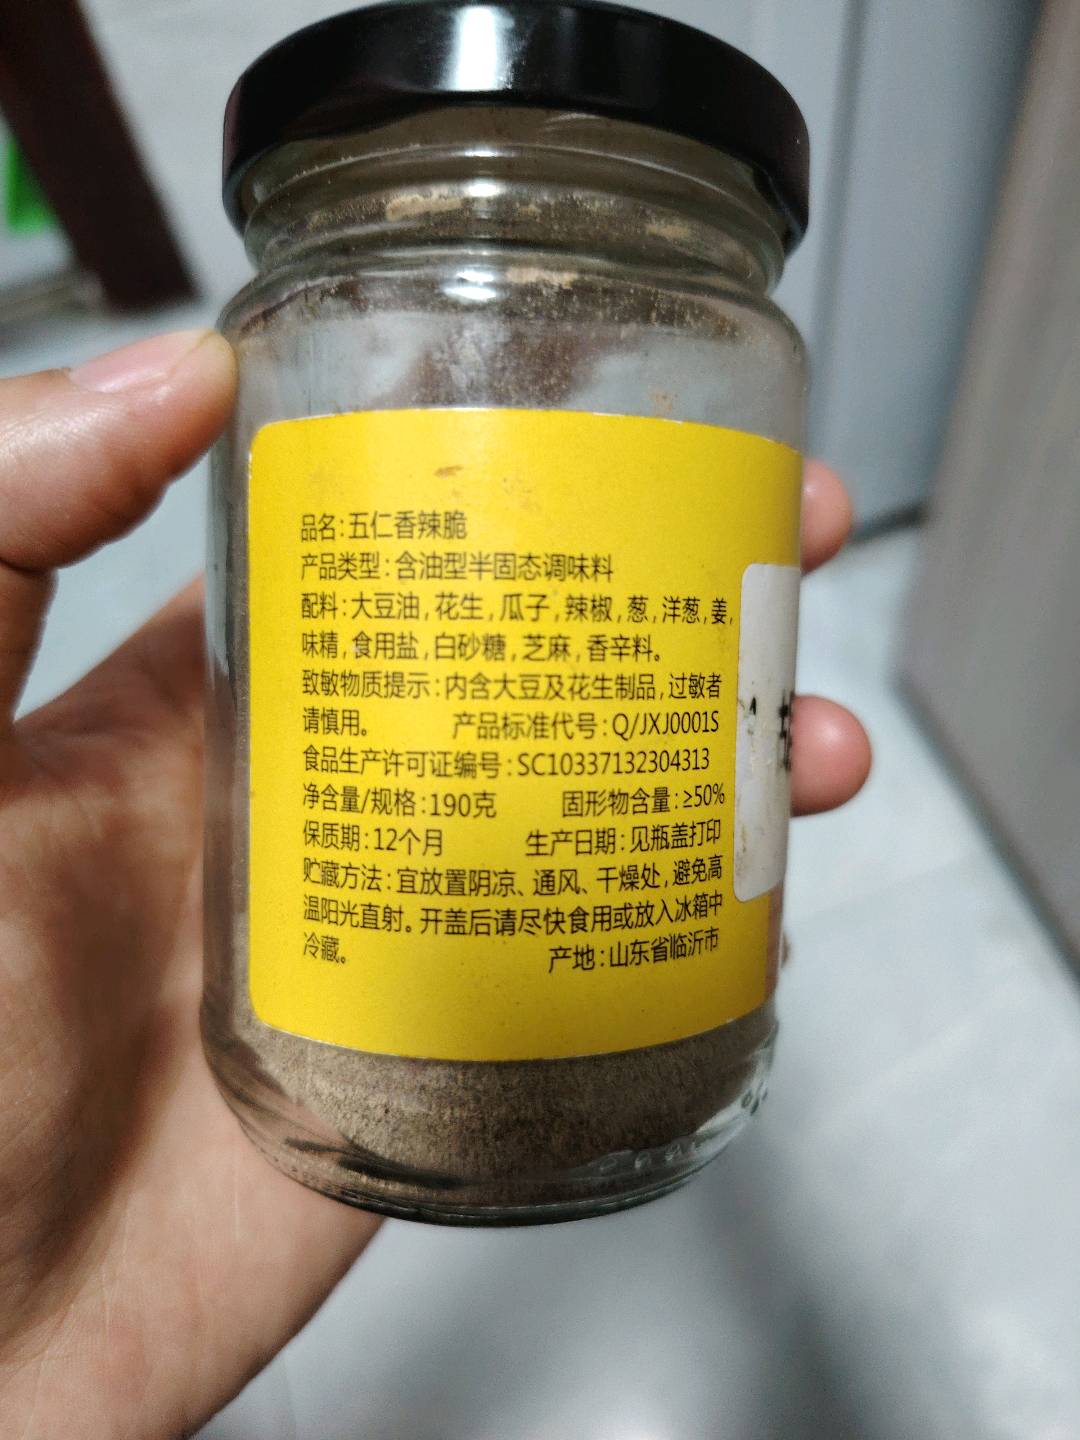 品名:五仁香辣脆
产品类型:含油型半固态调味料
配料:大豆油,花生,瓜子,辣椒,葱,洋葱,姜,
味精,食用盐,白砂糖,芝麻,香辛料。
致敏物质提示:内含大豆及花生制品,过敏者
请慎用。 产品标准代号:Q/JXJ0001S
食品生产许可证编号:SC10337132304313
净含量/规格:190克 固形物含量:≥50%
保质期:12个月 生产日期:见瓶盖打印
贮藏方法:宜放置阴凉、通风、干燥处,避免高
温阳光直射。开盖后请尽快食用或放入冰箱中
冷藏。 产地:山东省临沂市